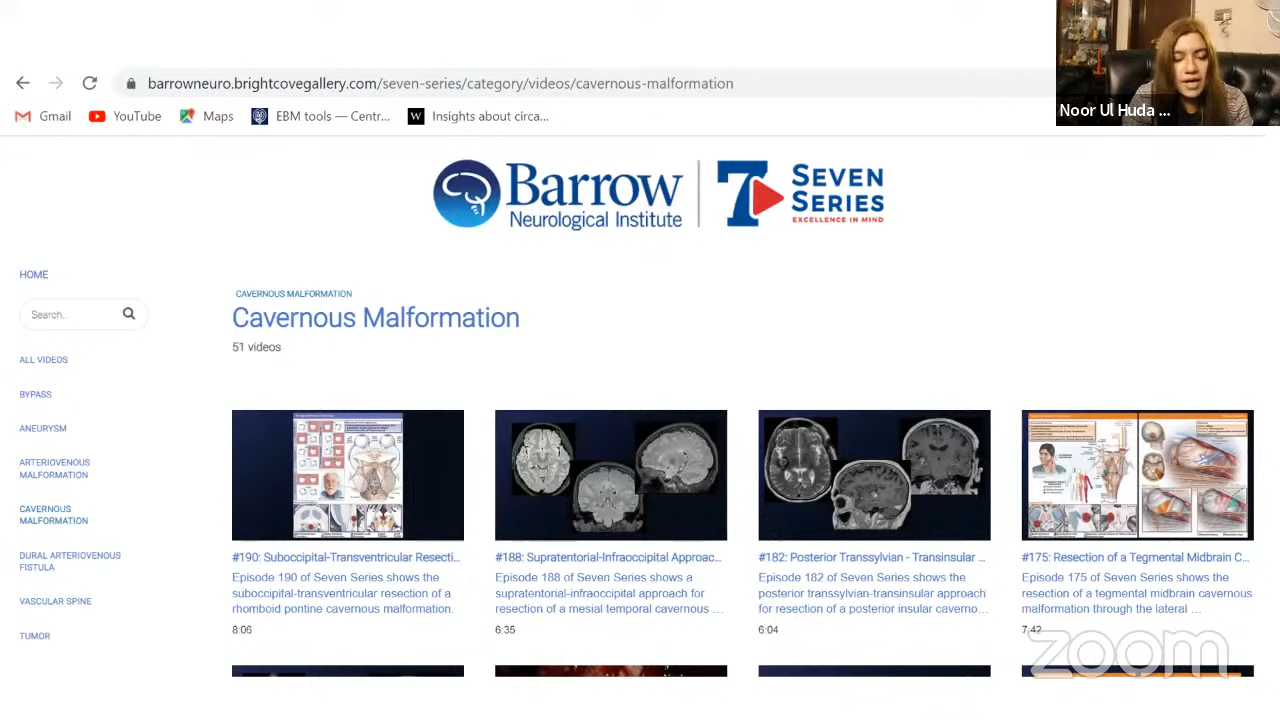 barrowneuro.brightcovegallery.com/seven-series/category/videos/cavernous-malformation
Noor Ul Huda ...
Gmail
YouTube
Maps
EBM tools — Centr...
W
Insights about circa...
Barrow
Neurological Institute
7
SEVEN
SERIES
EXCELLENCE IN MIND
HOME
Search...
ALL VIDEOS
BYPASS
ANEURYSM
ARTERIOVENOUS
MALFORMATION
CAVERNOUS
MALFORMATION
DURAL ARTERIOVENOUS
FISTULA
VASCULAR SPINE
TUMOR
CAVERNOUS MALFORMATION
Cavernous Malformation
51 videos
#190: Suboccipital-Transventricular Resecti...
Episode 190 of Seven Series shows the
suboccipital-transventricular resection of a
rhomboid pontine cavernous malformation.
8:06
#188: Supratentorial-Infraoccipital Approac...
Episode 188 of Seven Series shows a
supratentorial-infraoccipital approach for
resection of a mesial temporal cavernous ...
6:35
#182: Posterior Transsylvian - Transinsular ...
Episode 182 of Seven Series shows the
posterior transsylvian-transinsular approach
for resection of a posterior insular caverno...
6:04
#175: Resection of a Tegmental Midbrain C...
Episode 175 of Seven Series shows the
resection of a tegmental midbrain cavernous
malformation through the lateral ...
7:42
zoom